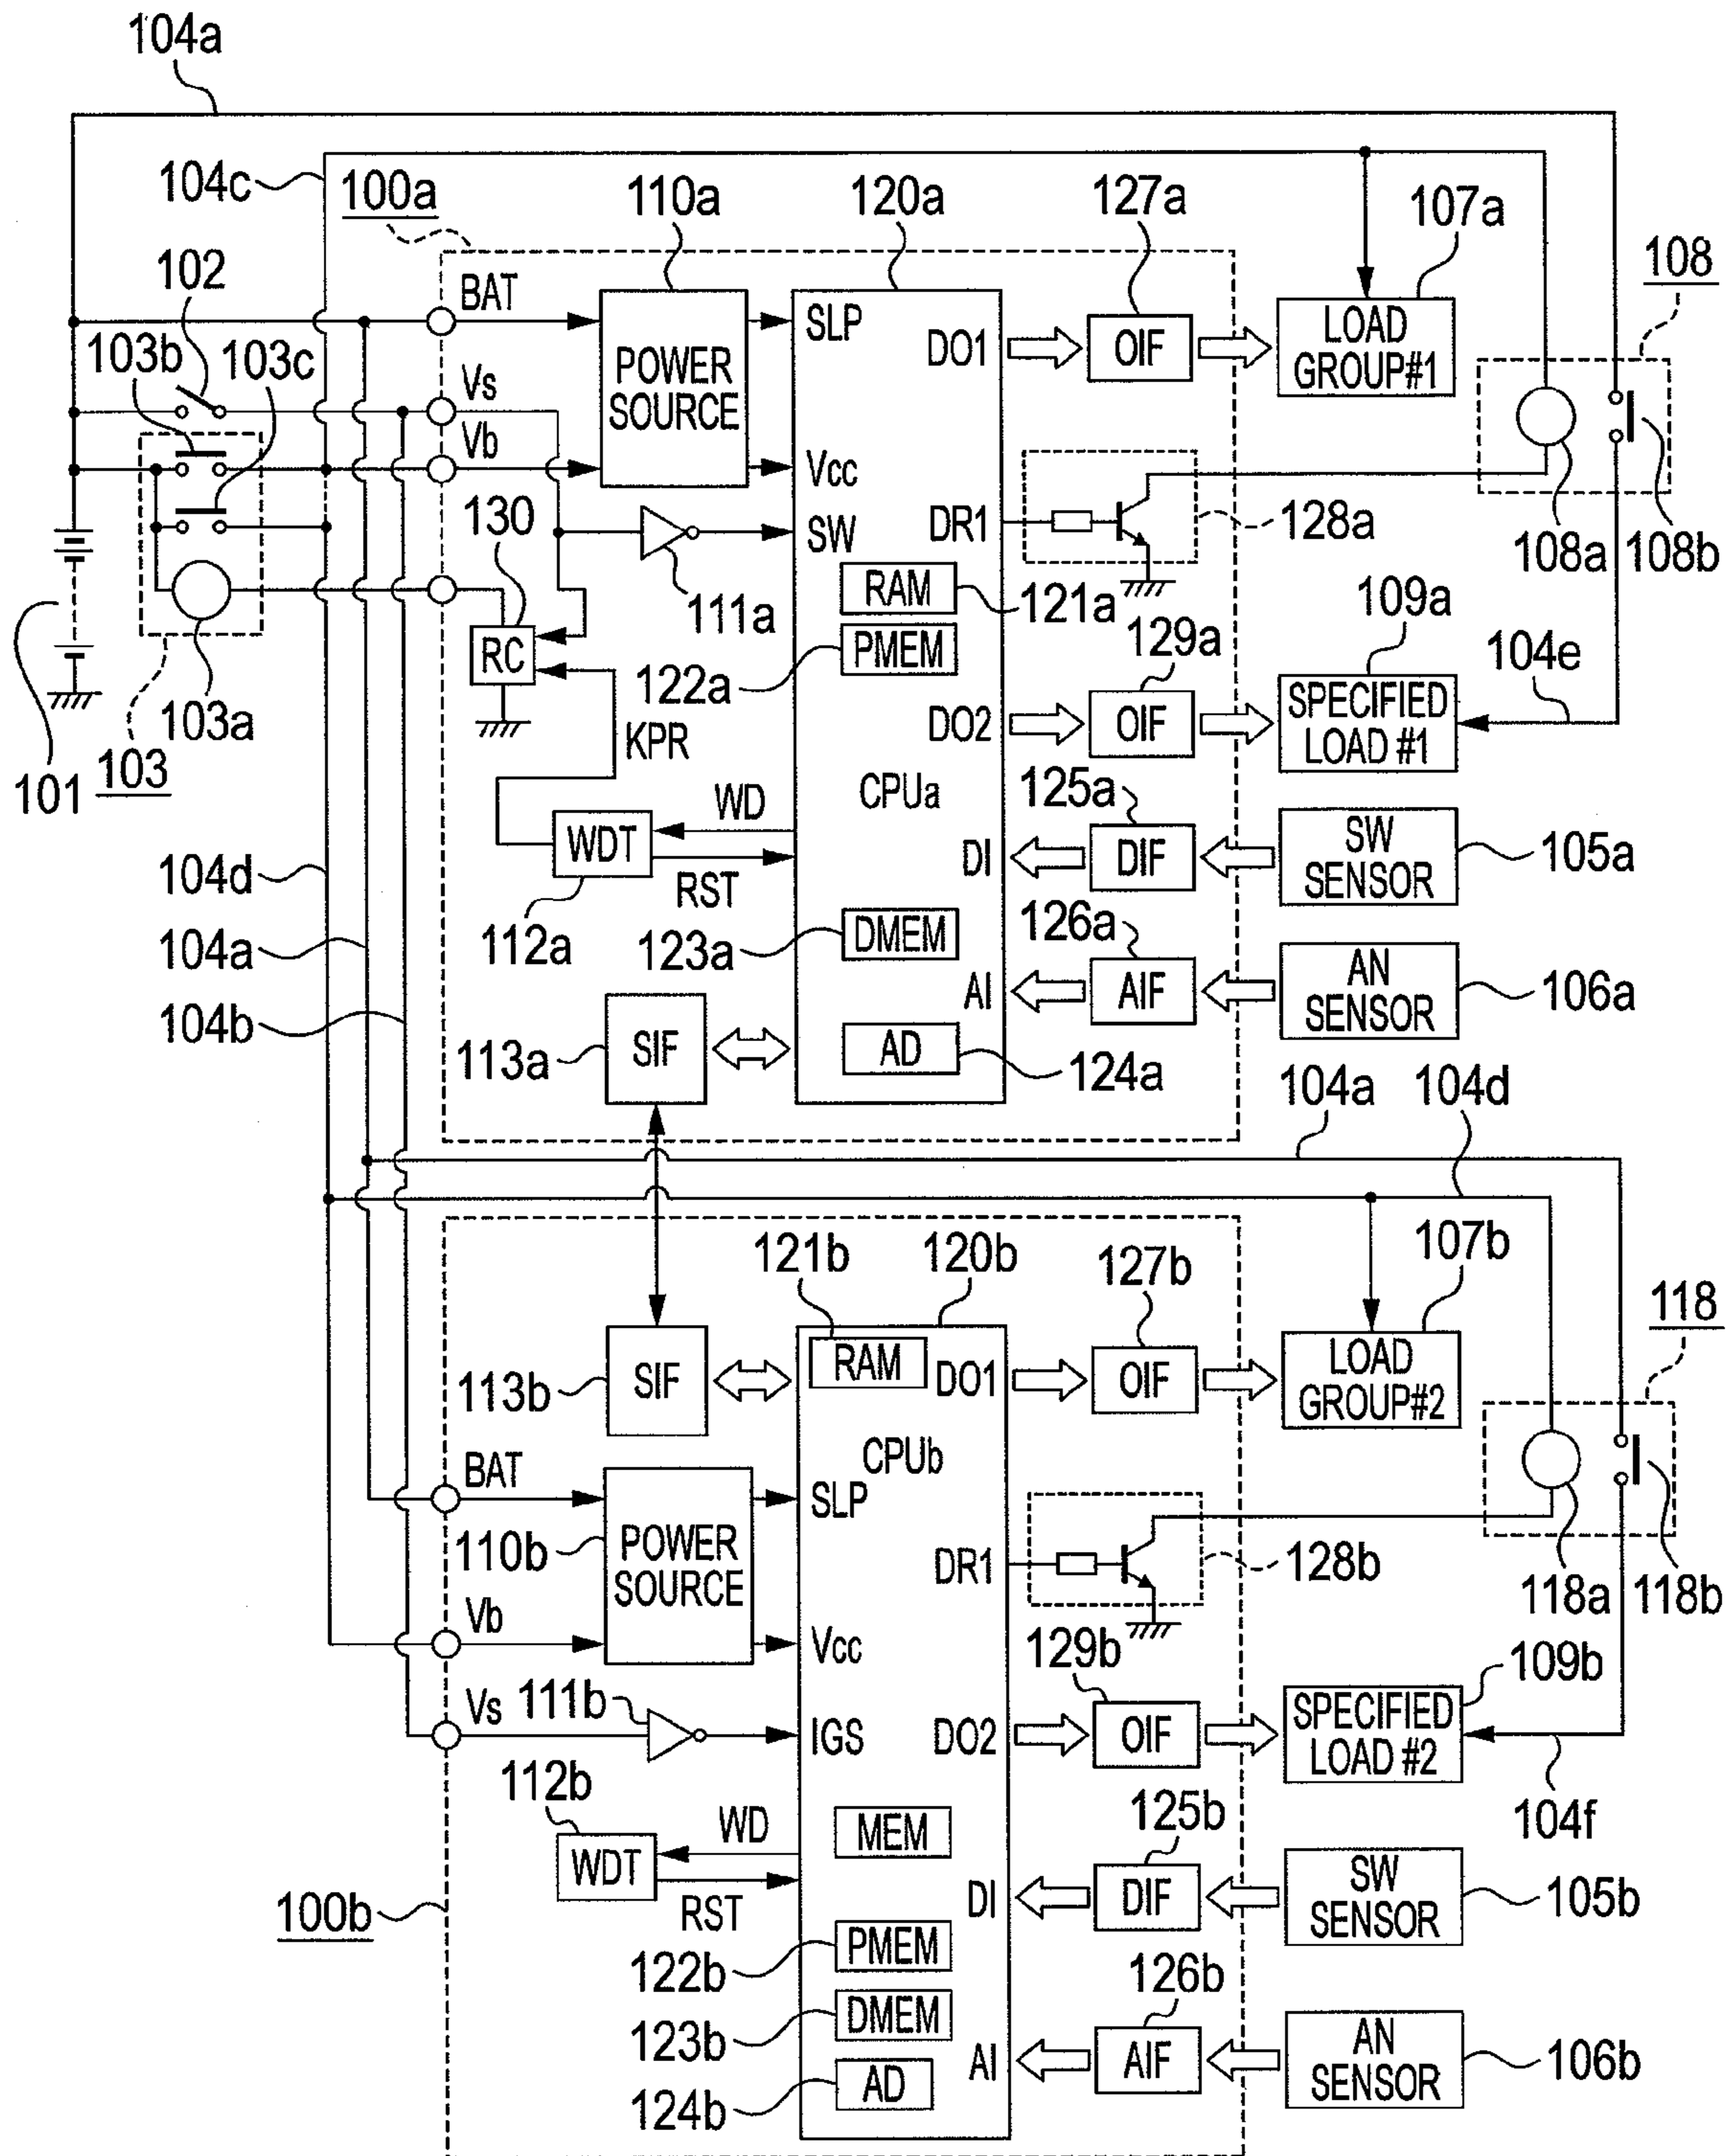 104a
104c
100a
110a
120a
127a
107a
108
102
103b
103c
BAT
Vs
Vb
POWER
SOURCE
SLP
Vcc
SW
DO1
OIF
LOAD
GROUP#1
130
RC
111a
DR1
128a
108a
108b
RAM
121a
PMEM
122a
109a
129a
104e
101
103
103a
KPR
DO2
OIF
SPECIFIED
LOAD #1
CPUa
WD
WDT
RST
112a
125a
DI
DIF
SW
SENSOR
105a
104d
104a
104b
DMEM
123a
126a
AI
AIF
AN
SENSOR
106a
113a
SIF
AD
124a
104a
104d
121b
120b
127b
107b
118
113b
SIF
RAM
DO1
OIF
LOAD
GROUP#2
CPUb
BAT
110b
POWER
SOURCE
SLP
Vb
Vcc
DR1
128b
118a
118b
Vs
111b
IGS
129b
109b
DO2
OIF
SPECIFIED
LOAD #2
104f
112b
WD
WDT
RST
MEM
125b
DI
DIF
SW
SENSOR
105b
100b
PMEM
122b
DMEM
123b
AD
124b
126b
AI
AIF
AN
SENSOR
106b